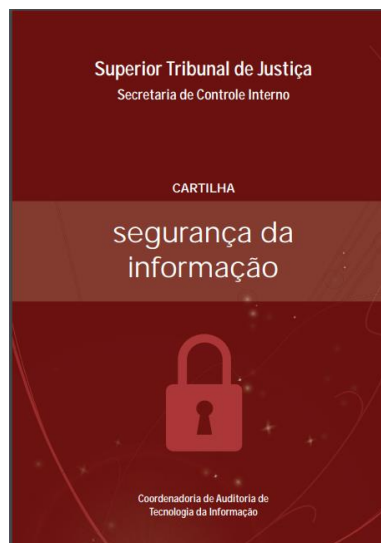 Superior Tribunal de Justiça
Secretaria de Controle Interno
CARTILHA
segurança da
informação
Coordenadoria de Auditoria de
Tecnologia da Informação